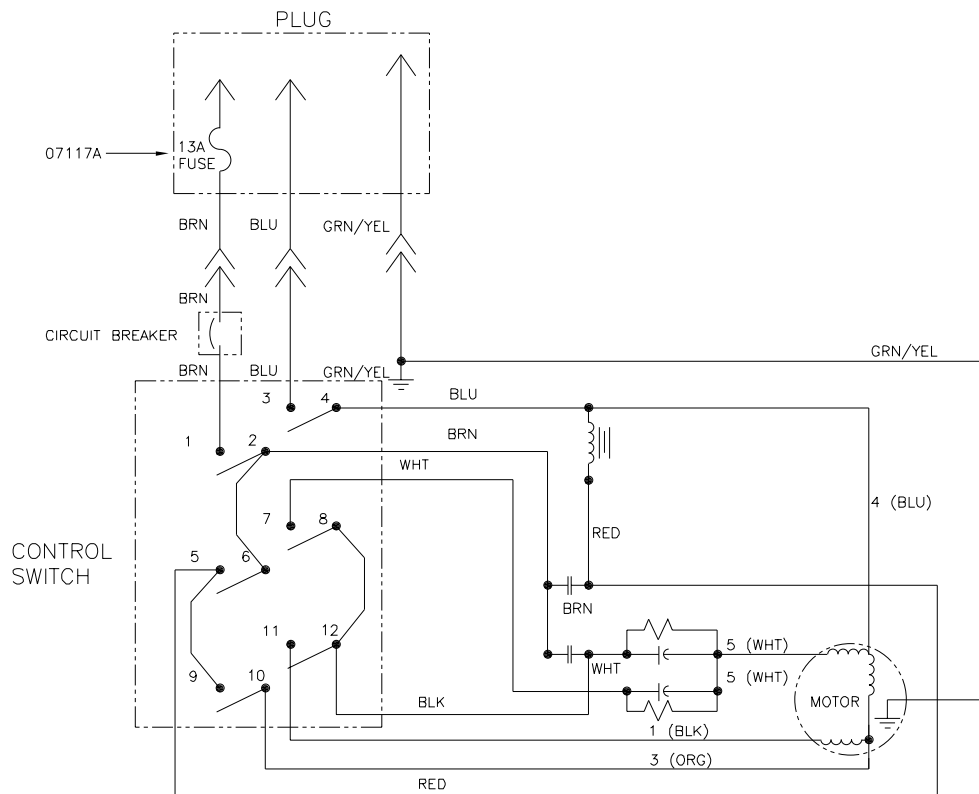 PLUG
07117A
13A
FUSE
BRN
BLU
GRN/YEL
BRN
CIRCUIT BREAKER
GRN/YEL
BRN
BLU
GRN/YEL
3
4
BLU
1
2
BRN
WHT
4 (BLU)
7
8
RED
CONTROL
SWITCH
5
6
BRN
11
12
5 (WHT)
WHT
9
10
5 (WHT)
BLK
MOTOR
1 (BLK)
3 (ORG)
RED